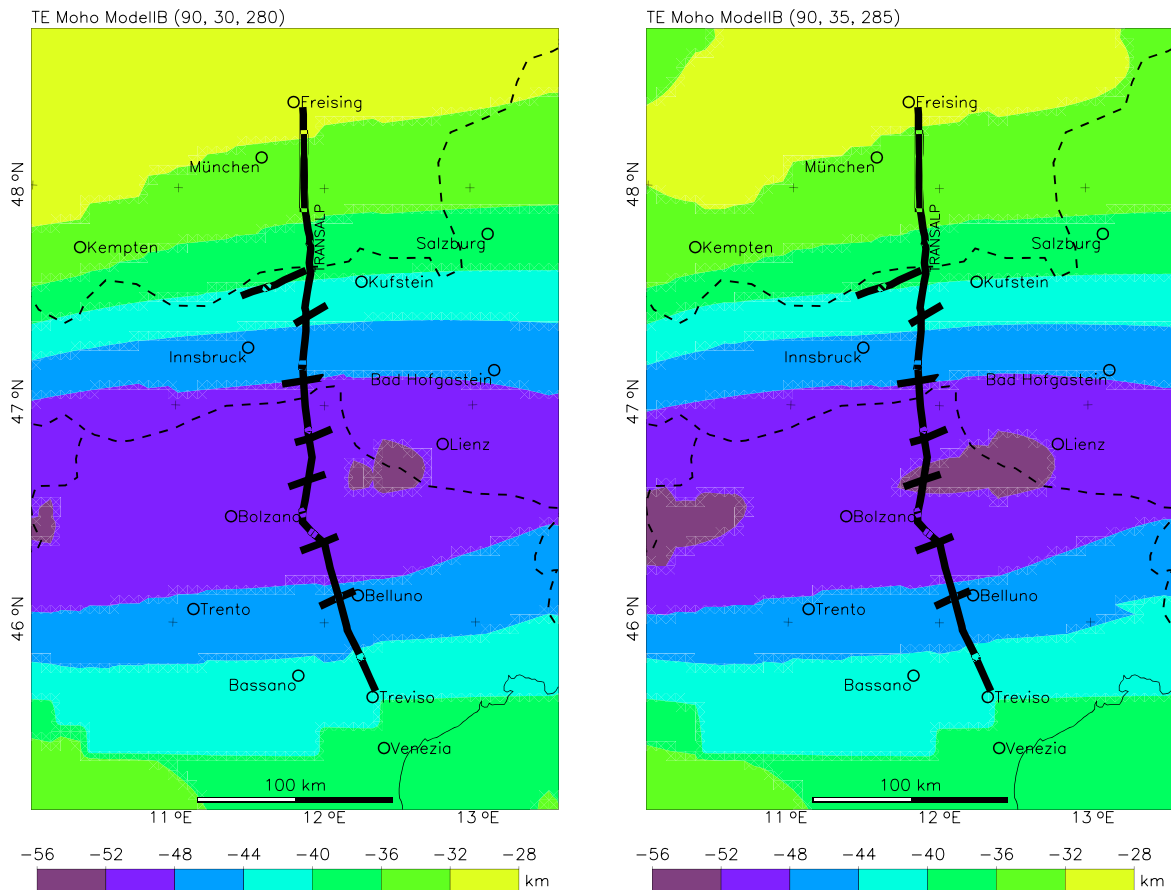 TE Moho ModellB (90, 30, 280)
Freising
München
48 °N
TRANSALP
Kempten
Salzburg
Kufstein
Innsbruck
Bad Hofgastein
47 °N
Lienz
Bolzano
Belluno
Trento
46 °N
Bassano
Treviso
Venezia
100 km
11 °E 12 °E 13 °E
−56 −52 −48 −44 −40 −36 −32 −28
km
TE Moho ModellB (90, 35, 285)
Freising
München
48 °N
TRANSALP
Kempten
Salzburg
Kufstein
Innsbruck
Bad Hofgastein
47 °N
Lienz
Bolzano
Belluno
Trento
46 °N
Bassano
Treviso
Venezia
100 km
11 °E 12 °E 13 °E
−56 −52 −48 −44 −40 −36 −32 −28
km